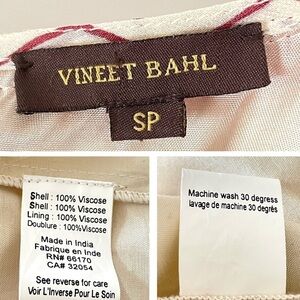 VINEET BAHL
SP
Shell : 100% Viscose
Shell : 100% Viscose
Lining : 100% Viscose
Doublure : 100% Viscose
Made in India
Fabrique en Inde
RN# 66170
CA# 32054
See reverse for care
Voir L'Inverse Pour Le Soin
Machine wash 30 degress
lavage de machine 30 degrés